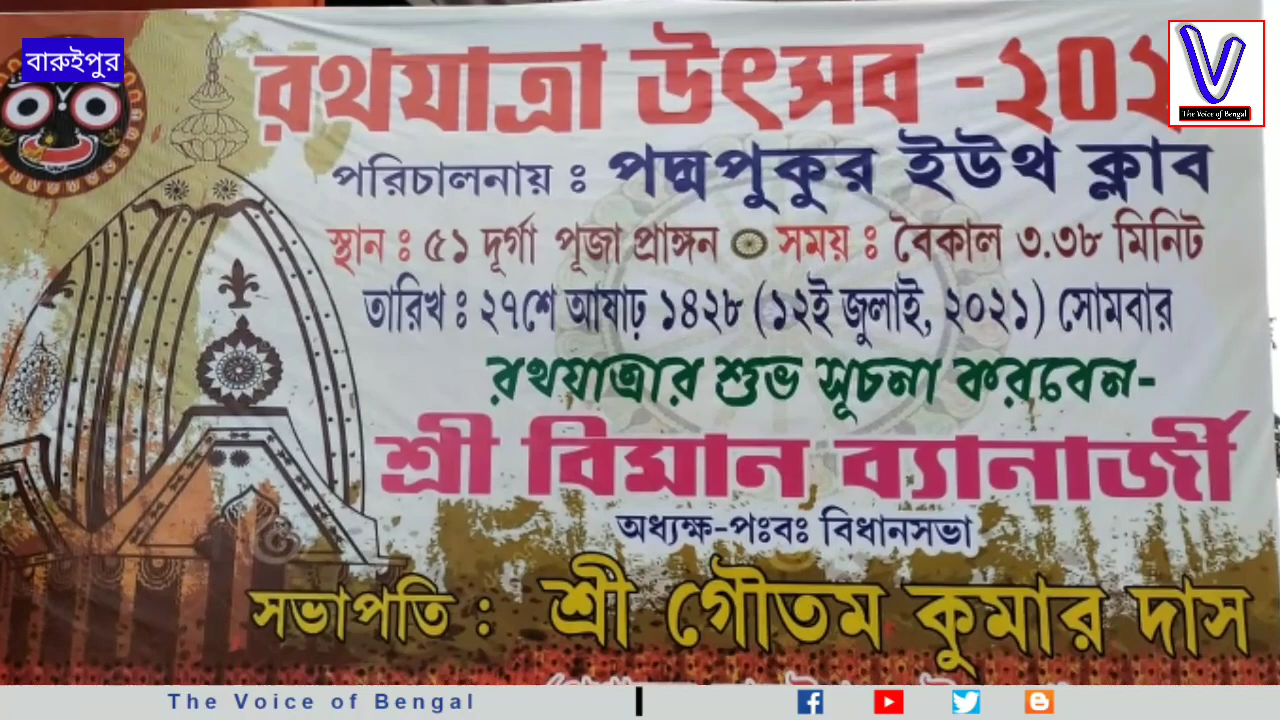 বারুইপুর
রথযাত্রা উৎসব -২০২
The Voice of Bengal
পরিচালনায় : পদ্মপুকুর ইউথ ক্লাব
স্থান : ৫১ দূর্গা পূজা প্রাঙ্গন সময় : বৈকাল ৩.৩৮ মিনিট
তারিখ : ২৭শে আষাঢ় ১৪২৮ (১২ই জুলাই, ২০২১) সোমবার
রথযাত্রার শুভ সূচনা করবেন-
শ্রী বিমান ব্যানার্জী
অধ্যক্ষ-পঃবঃ বিধানসভা
সভাপতি : শ্রী গৌতম কুমার দাস
The Voice of Bengal